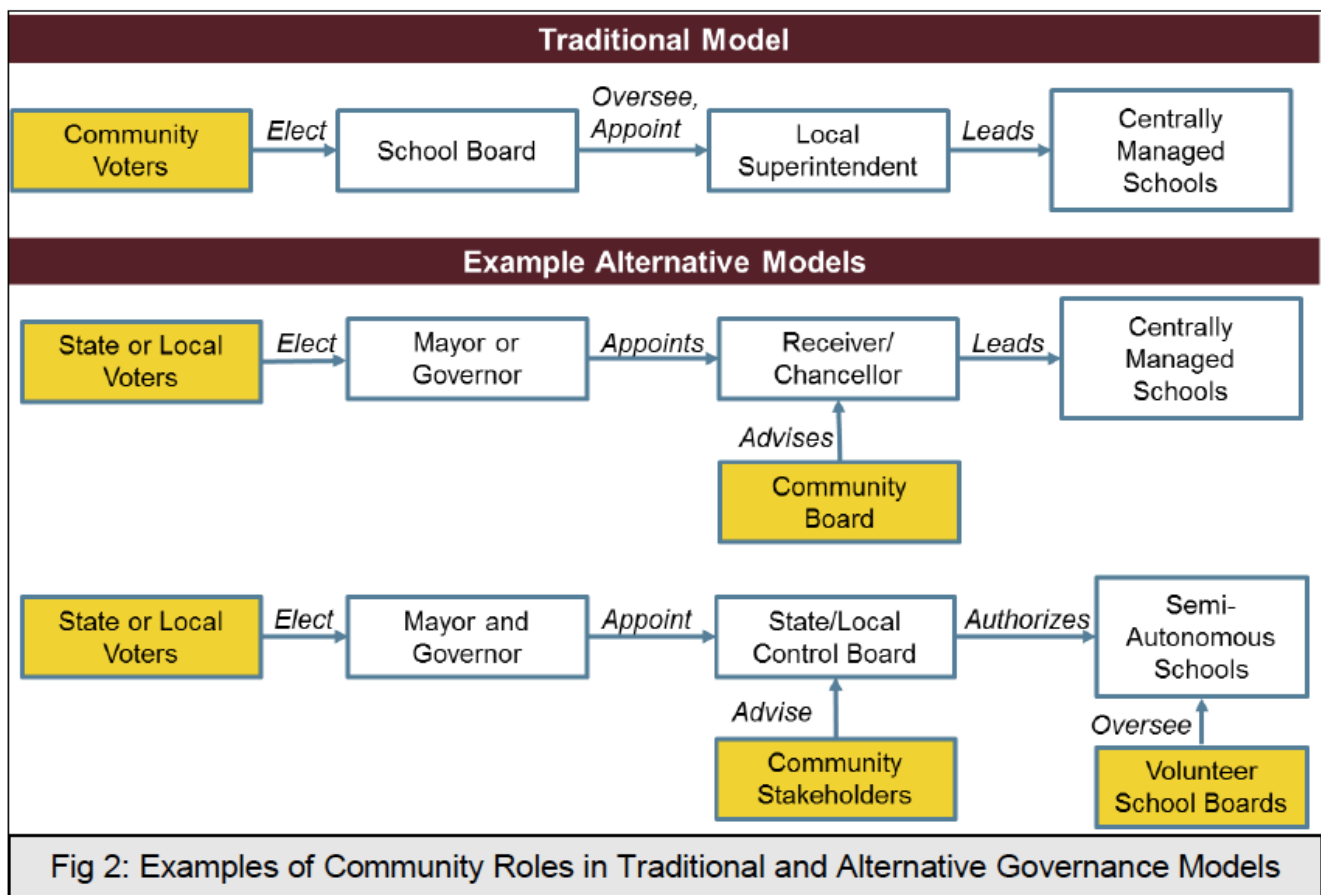 Traditional Model
Community
Voters
Elect
School Board
Oversee,
Appoint
Local
Superintendent
Leads
Centrally
Managed
Schools
Example Alternative Models
State or Local
Voters
Elect
Mayor or
Governor
Appoints
Receiver/
Chancellor
Leads
Centrally
Managed
Schools
Advises
Community
Board
State or Local
Voters
Elect
Mayor and
Governor
Appoint
State/Local
Control Board
Authorizes
Semi-
Autonomous
Schools
Advise
Community
Stakeholders
Oversee
Volunteer
School Boards
Fig 2: Examples of Community Roles in Traditional and Alternative Governance Models